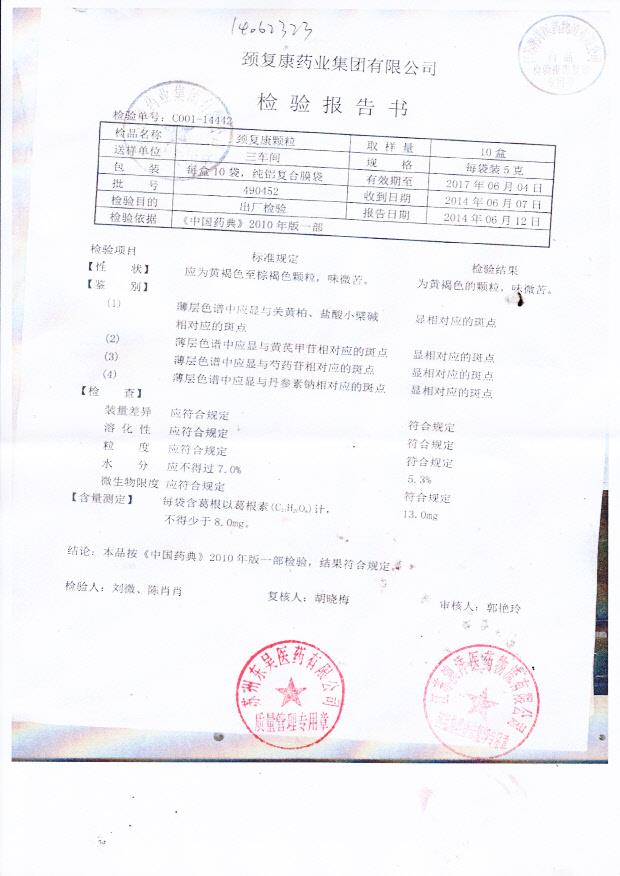 14062323
颈复康药业集团有限公司
检验报告书
检验单号：C001-14442
检品名称 颈复康颗粒 取样量 10盒
送样单位 三车间 规格 每袋装5克
包装 每盒10袋，纯铝复合膜袋 有效期至 2017年06月04日
批号 490452 收到日期 2014年06月07日
检验目的 出厂检验 报告日期 2014年06月12日
检验依据 《中国药典》2010年版一部
检验项目 标准规定 检验结果
【性状】 应为黄褐色至棕褐色颗粒，味微苦。 为黄褐色的颗粒，味微苦。
【鉴别】
(1) 薄层色谱中应显与关黄柏、盐酸小檗碱 显相对应的斑点
相对应的斑点
(2) 薄层色谱中应显与黄芪甲苷相对应的斑点 显相对应的斑点
(3) 薄层色谱中应显与芍药苷相对应的斑点 显相对应的斑点
(4) 薄层色谱中应显与丹参素钠相对应的斑点 显相对应的斑点
【检查】
装量差异 应符合规定 符合规定
溶化性 应符合规定 符合规定
粒度 应符合规定 符合规定
水分 应不得过7.0% 5.3%
微生物限度 应符合规定 符合规定
【含量测定】 每袋含葛根以葛根素(C₂₁H₂₀O₉)计， 13.0mg
不得少于8.0mg。
结论：本品按《中国药典》2010年版一部检验，结果符合规定。
检验人：刘微、陈肖肖 复核人：胡晓梅 审核人：郭艳玲
苏州东吴医药有限公司
质量管理专用章